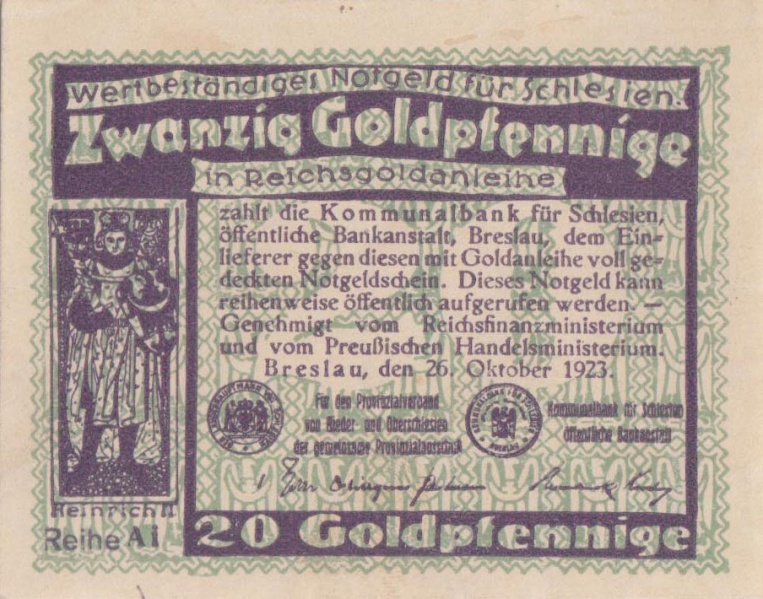 Wertbeständiges Notgeld für Schlesien.
Zwanzig Goldpfennige
in Reichsgoldanleihe
zahlt die Kommunalbank für Schlesien,
öffentliche Bankanstalt, Breslau, dem Ein=
lieferer gegen diesen mit Goldanleihe voll ge=
deckten Notgeldschein. Dieses Notgeld kann
reihenweise öffentlich aufgerufen werden. —
Genehmigt vom Reichsfinanzministerium
und vom Preußischen Handelsministerium.
Breslau, den 26. Oktober 1923.
Für den Provinzialverband
von Nieder- und Oberschlesien
der gemeinsame Provinzialausschuß
Kommunalbank für Schlesien
öffentliche Bankanstalt
Heinrich II
Reihe Ai
20 Goldpfennige